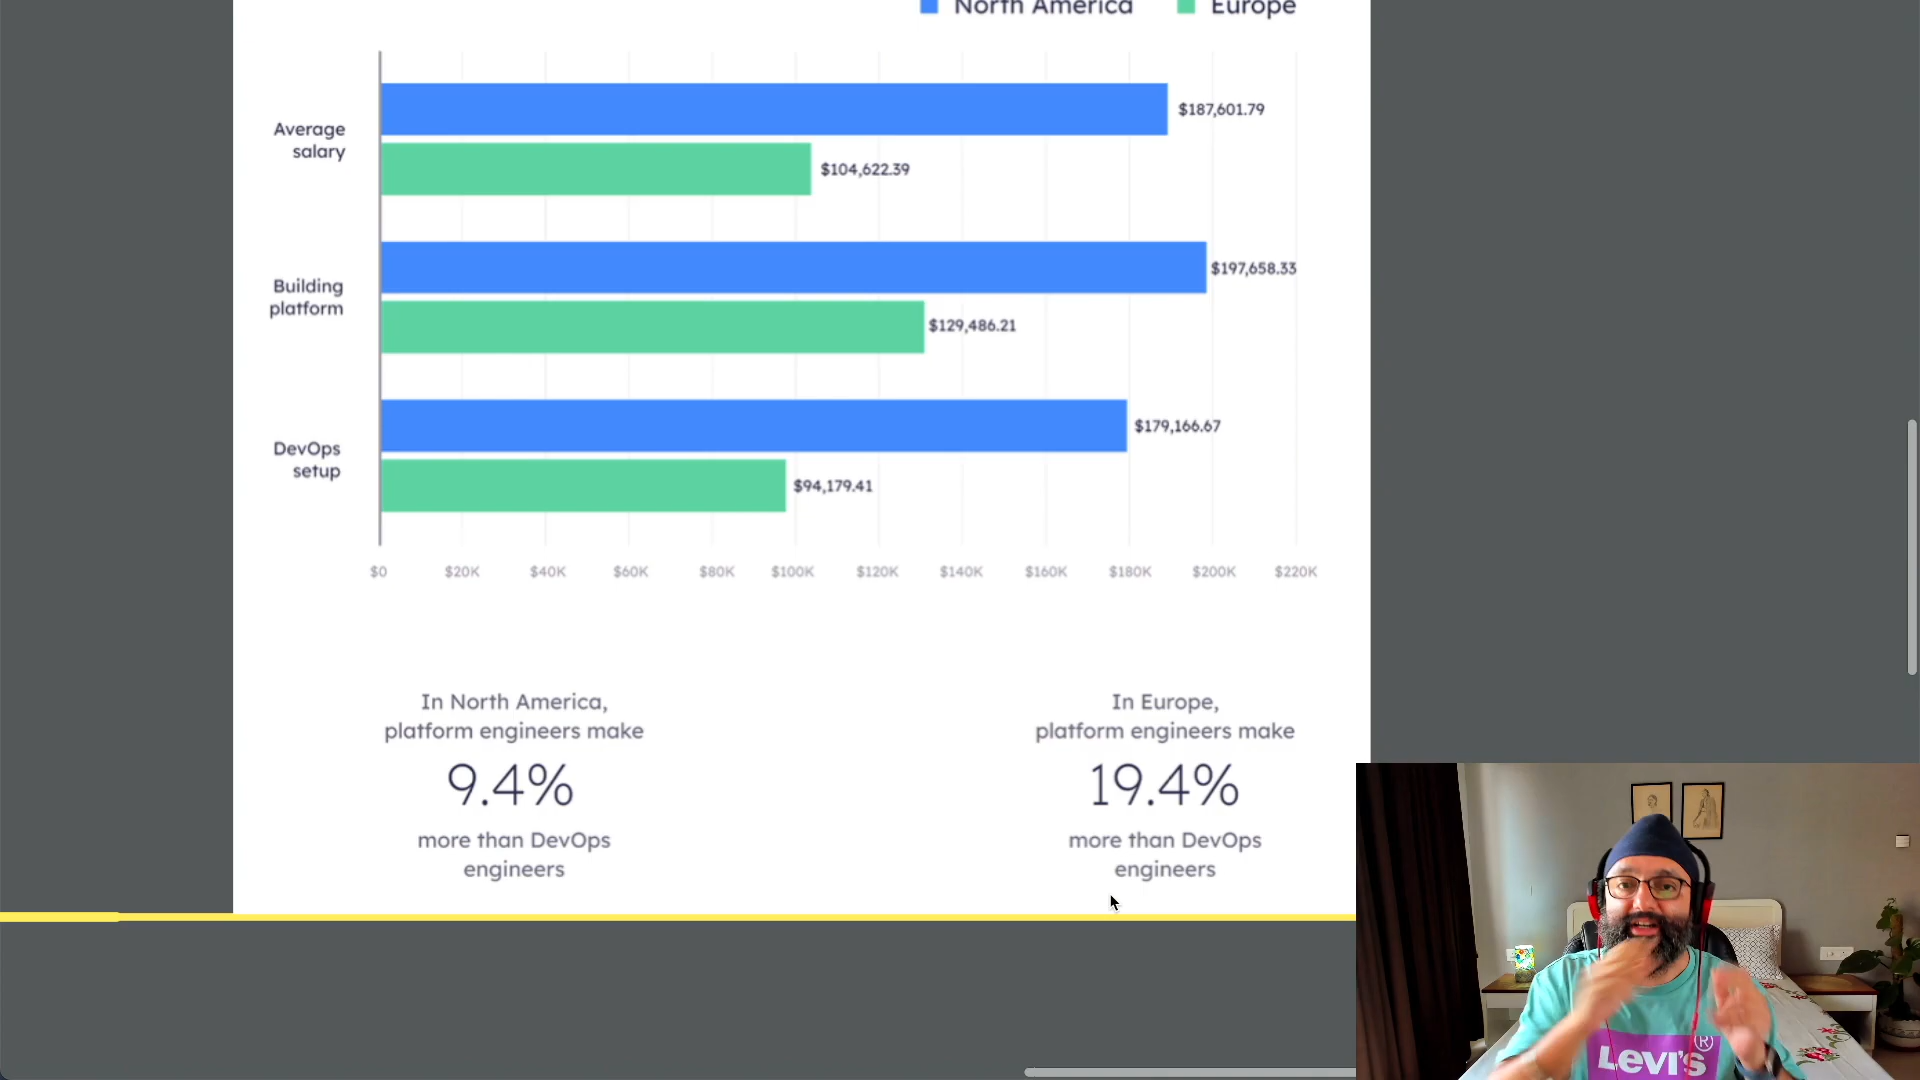 North America
Europe
Average
salary
$187,601.79
$104,622.39
Building
platform
$197,658.33
$129,486.21
DevOps
setup
$179,166.67
$94,179.41
$0 $20K $40K $60K $80K $100K $120K $140K $160K $180K $200K $220K
In North America,
platform engineers make
9.4%
more than DevOps
engineers
In Europe,
platform engineers make
19.4%
more than DevOps
engineers
Levi's®